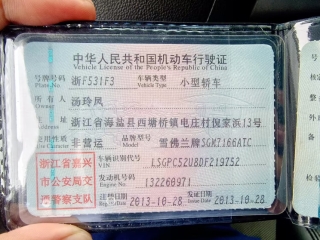 中华人民共和国机动车行驶证
Vehicle License of the People's Republic of China
号牌号码 浙F531F3 车辆类型 小型轿车
Plate No. Vehicle Type
所有人 汤玲凤
Owner
住址 浙江省海盐县西塘桥镇电庄村倪家浜13号
使用性质 非营运 品牌型号 雪佛兰牌SGM7166ATC
Model
浙江省嘉兴
市公安局交
通警察支队
车辆识别代号 LSGPC52U8DF219752
VIN
发动机号码 132260971
Engine No.
注册日期 2013-10-28 发证日期 2013-10-28